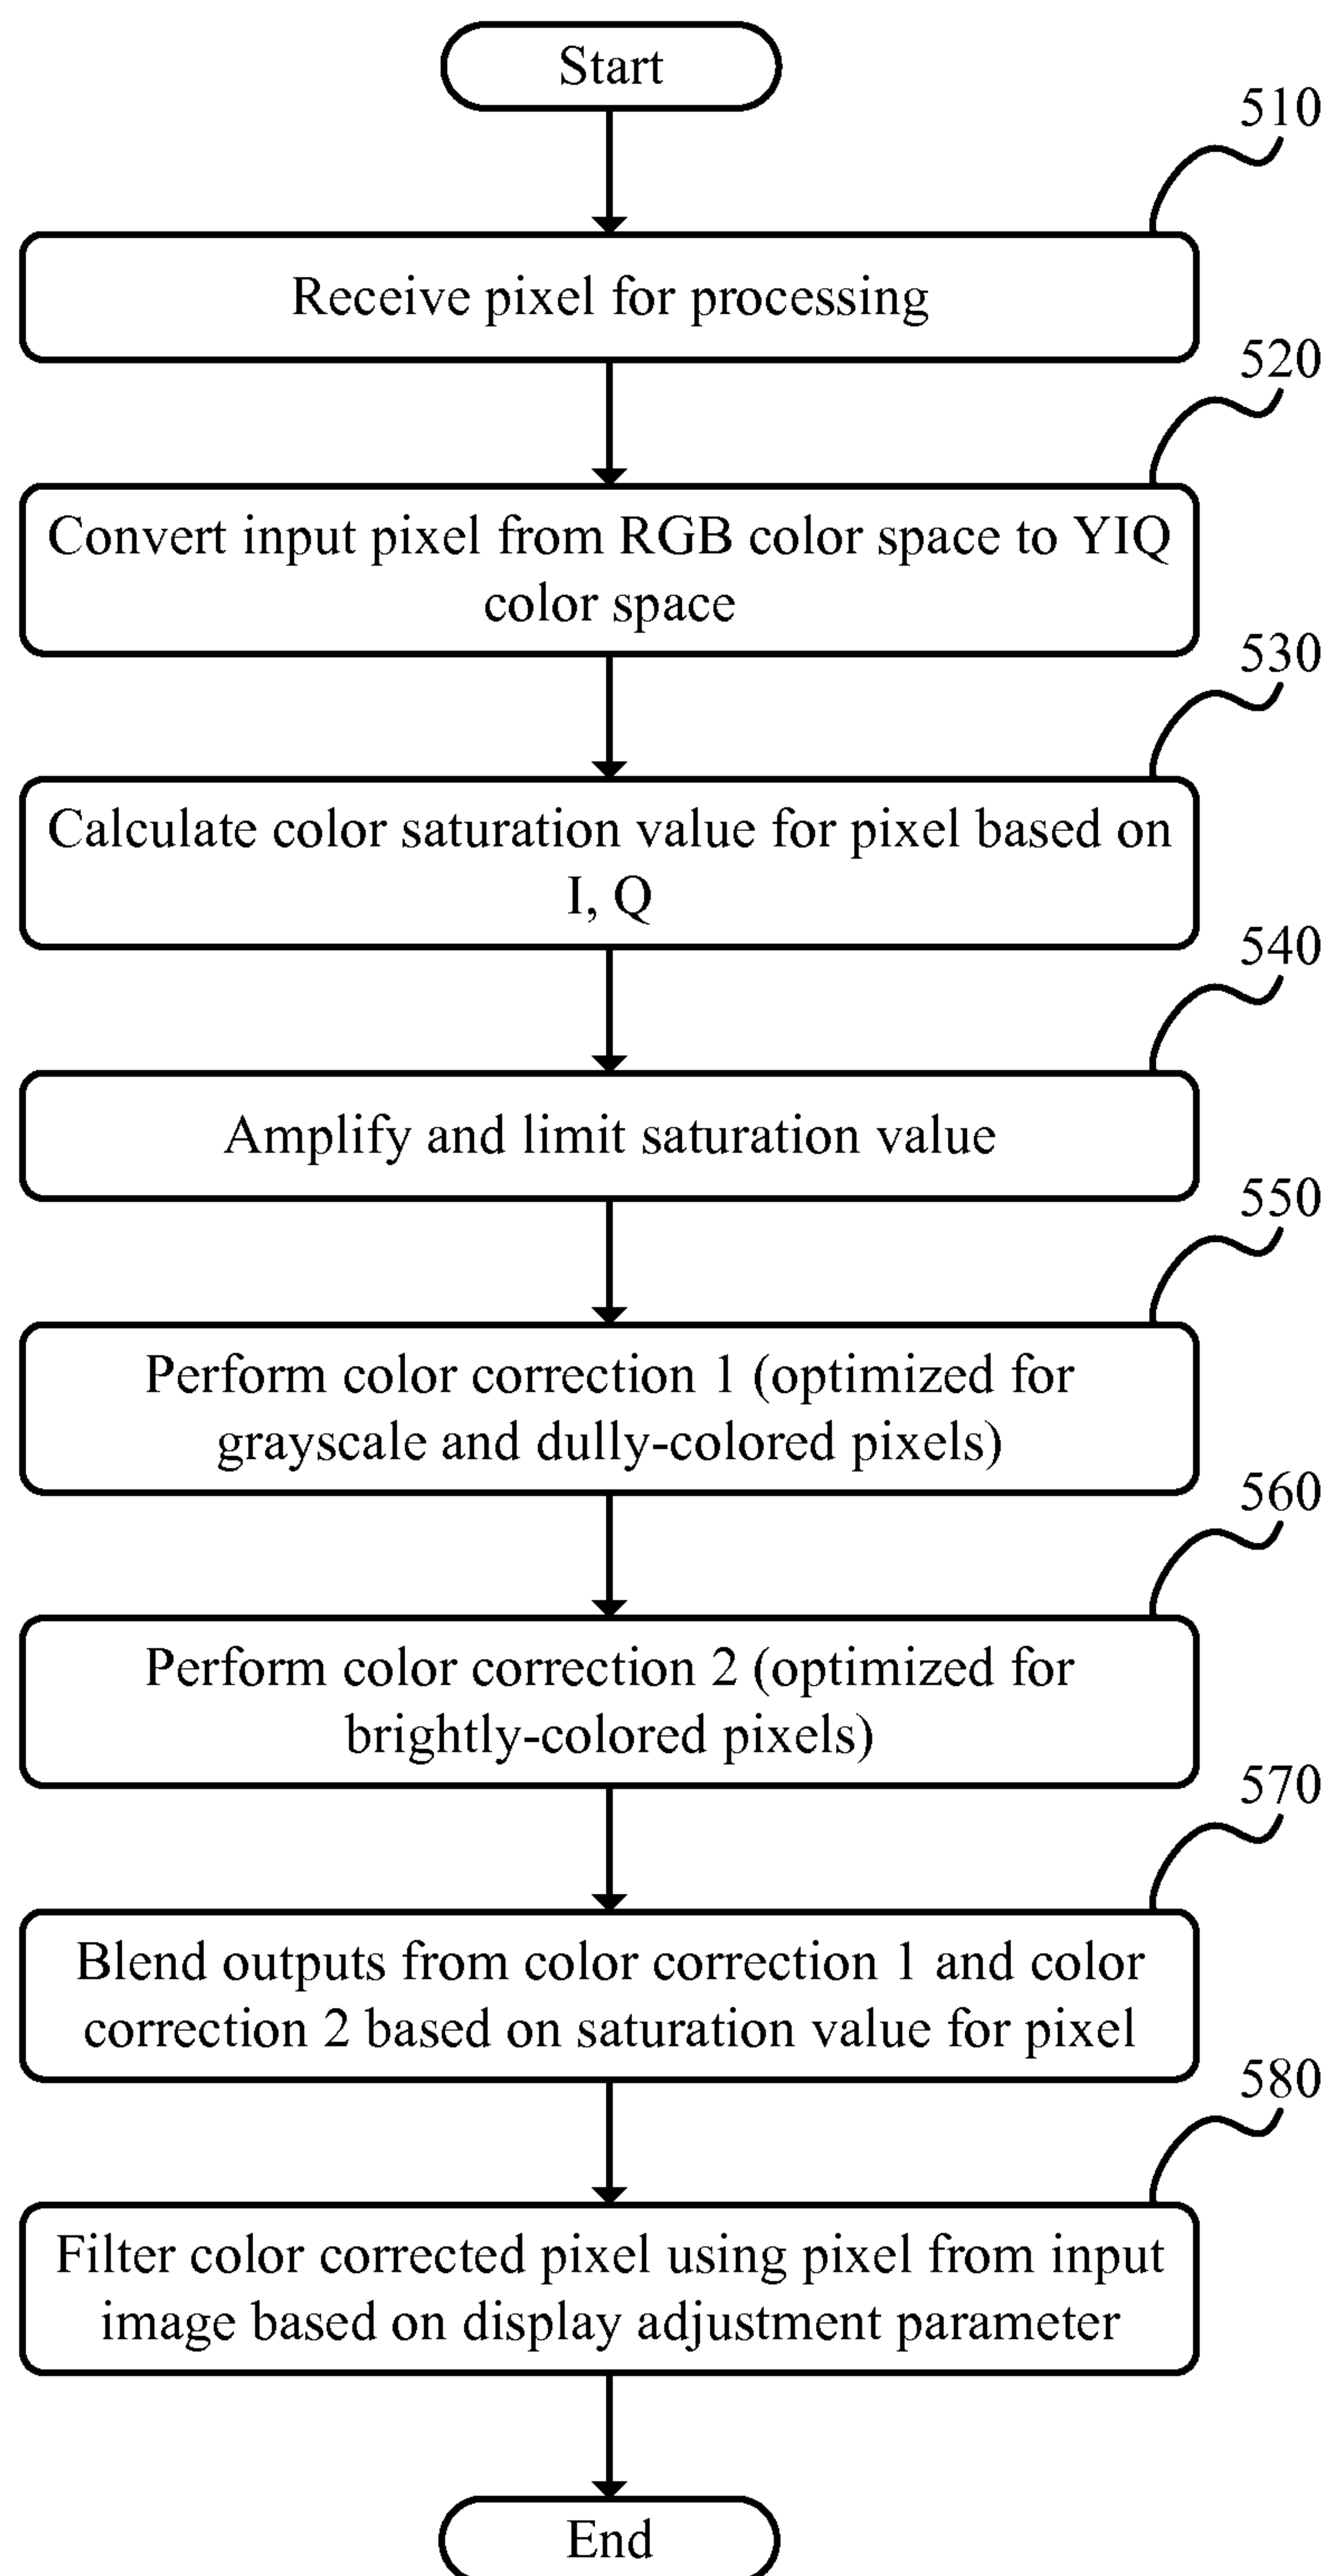 Start
510
Receive pixel for processing
520
Convert input pixel from RGB color space to YIQ
color space
530
Calculate color saturation value for pixel based on
I, Q
540
Amplify and limit saturation value
550
Perform color correction 1 (optimized for
grayscale and dully-colored pixels)
560
Perform color correction 2 (optimized for
brightly-colored pixels)
570
Blend outputs from color correction 1 and color
correction 2 based on saturation value for pixel
580
Filter color corrected pixel using pixel from input
image based on display adjustment parameter
End